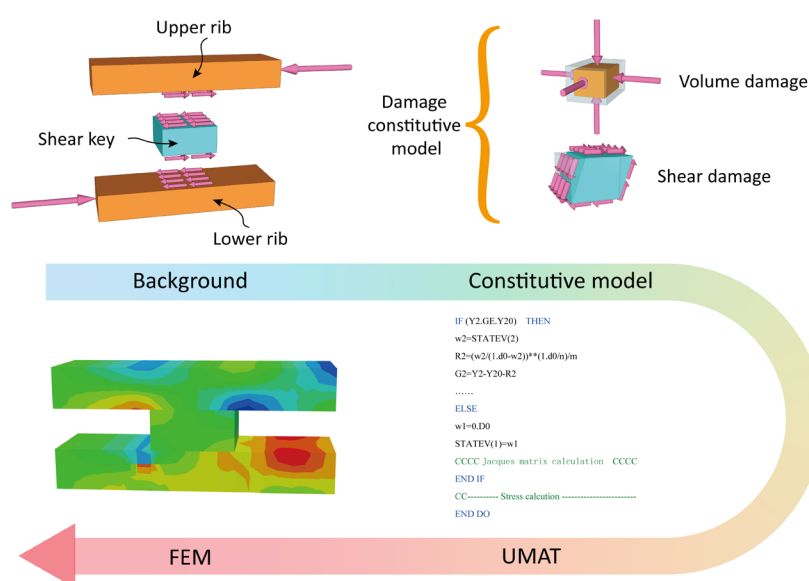 Upper rib
Shear key
Lower rib
Damage
constitutive
model
Volume damage
Shear damage
Background
Constitutive model
IF (Y2.GE.Y20) THEN
w2=STATEV(2)
R2=(w2/(1.d0-w2))**(1.d0/n)/m
G2=Y2-Y20-R2
......
ELSE
w1=0.D0
STATEV(1)=w1
CCCC Jacques matrix calculation CCCC
END IF
CC---------- Stress calcution ------------------------
END DO
FEM
UMAT